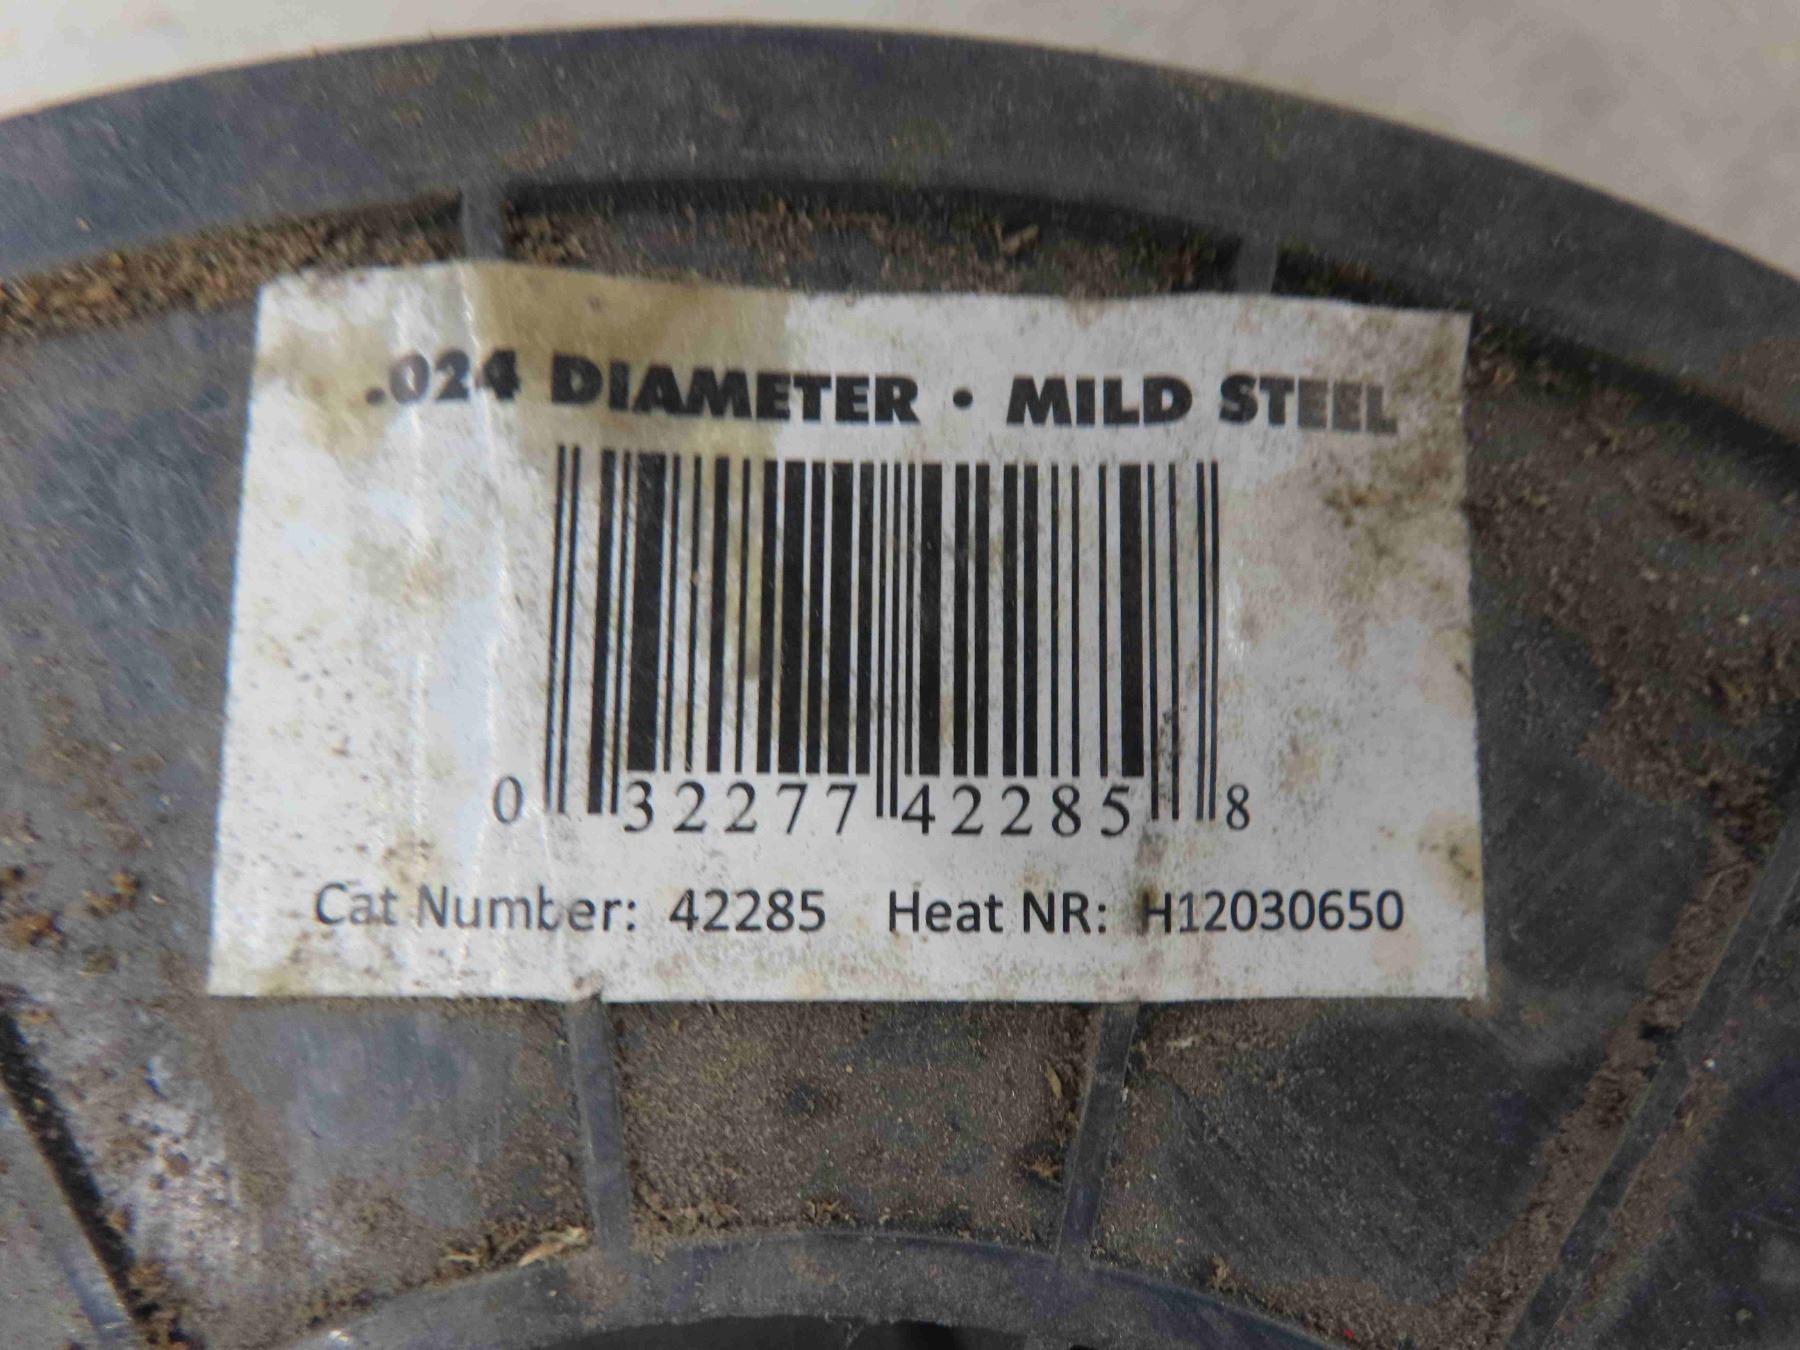 .024 DIAMETER • MILD STEEL
0 32277 42285 8
Cat Number: 42285 Heat NR: H12030650